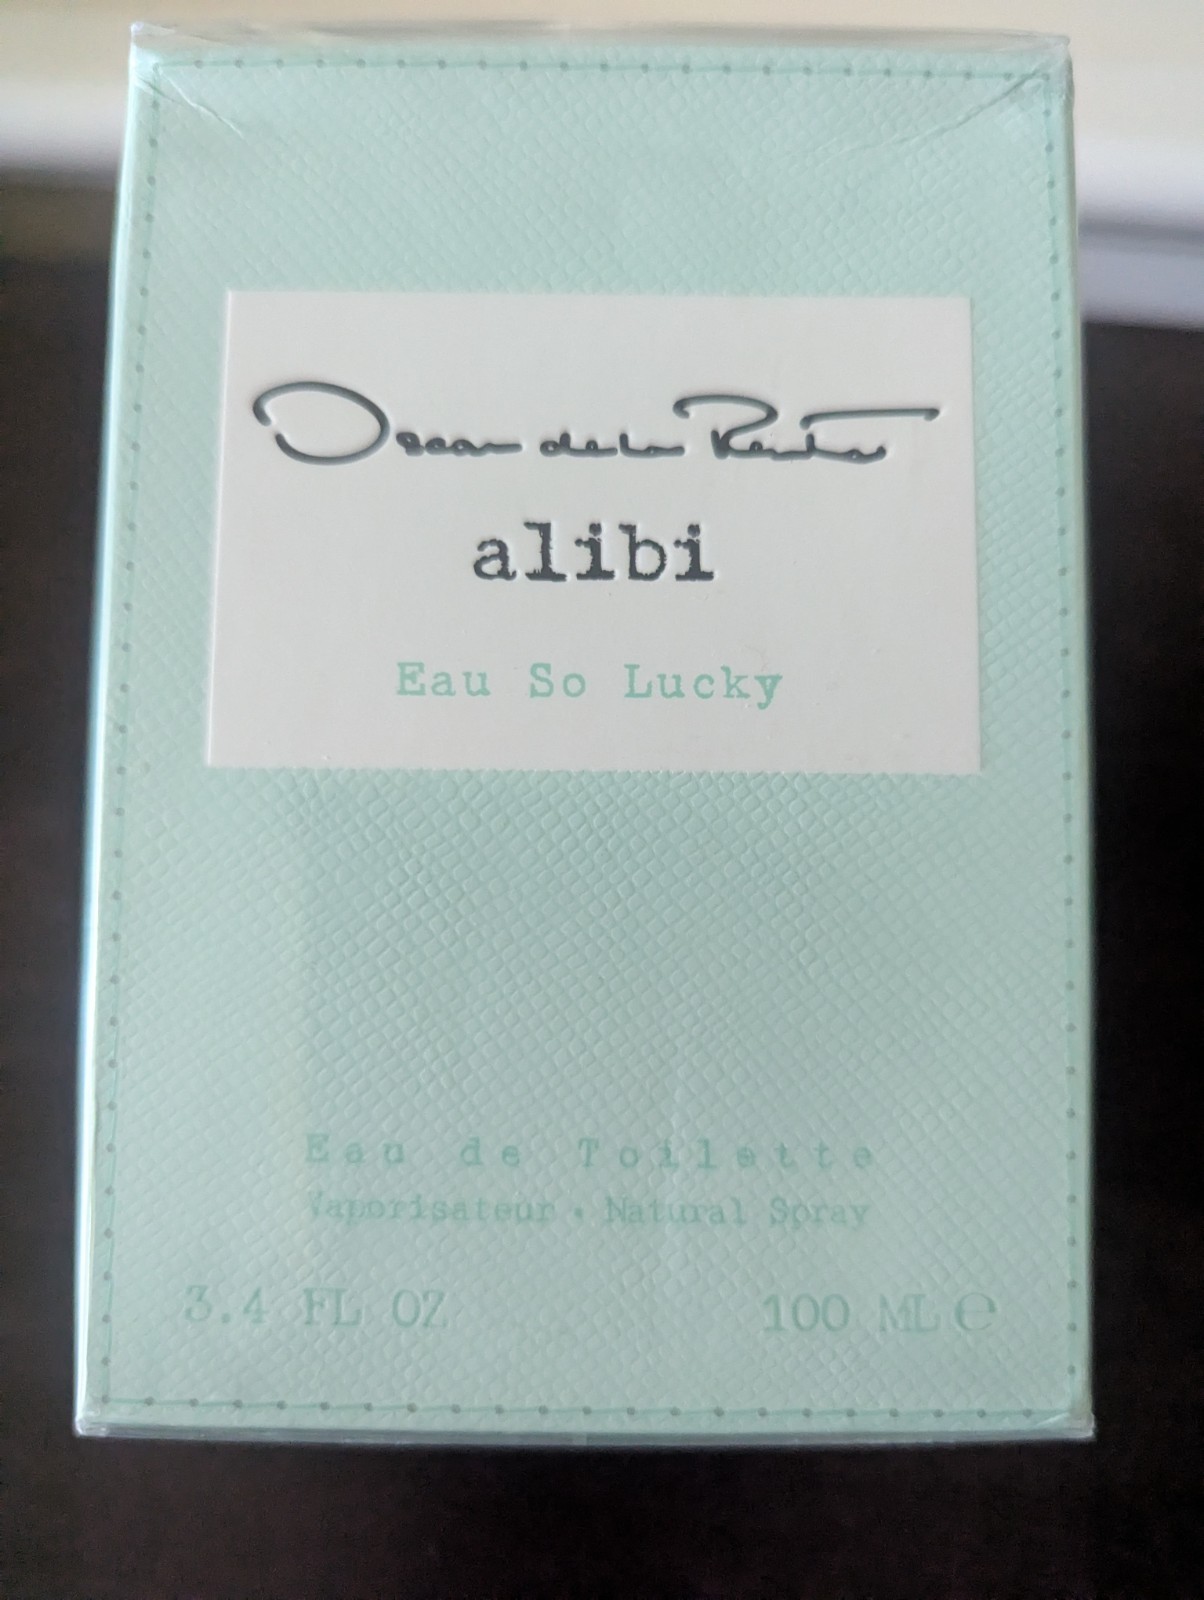 Oscar de la Renta
alibi
Eau So Lucky
Eau de Toilette
Vaporisateur • Natural Spray
3.4 FL OZ 100 ML ℮